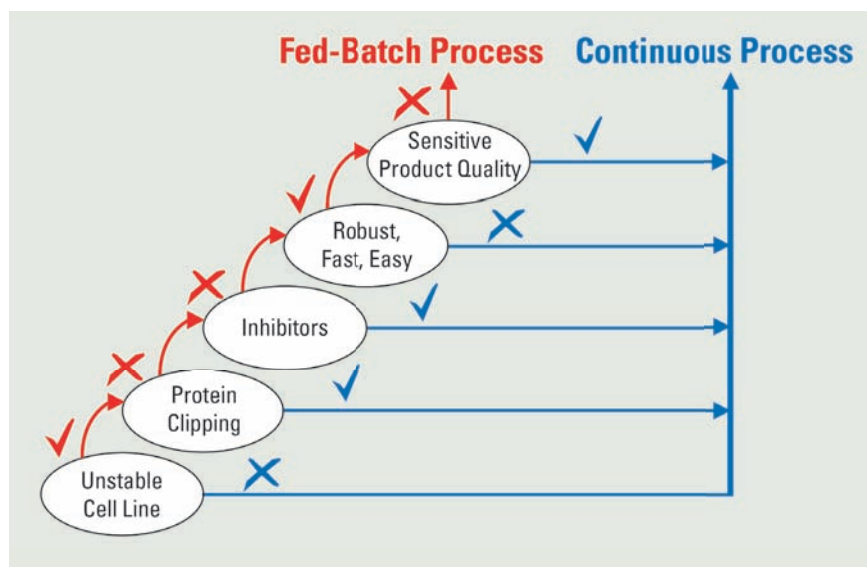 Fed-Batch Process
Continuous Process
Sensitive
Product Quality
Robust,
Fast, Easy
Inhibitors
Protein
Clipping
Unstable
Cell Line